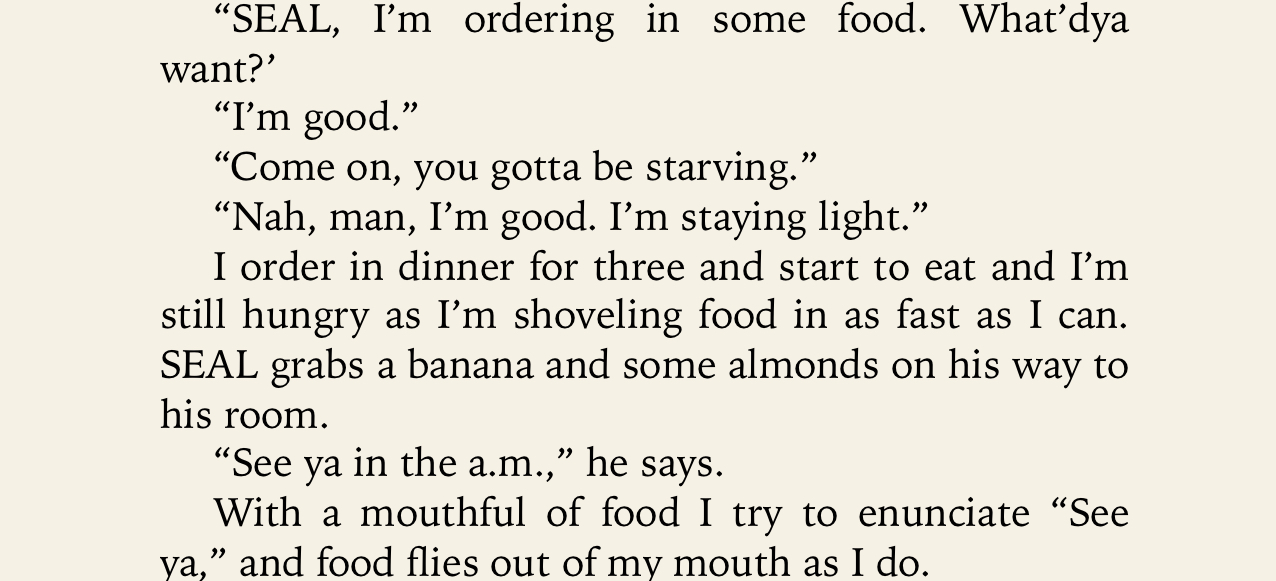 “SEAL, I’m ordering in some food. What’dya
want?’
“I’m good.”
“Come on, you gotta be starving.”
“Nah, man, I’m good. I’m staying light.”
I order in dinner for three and start to eat and I’m
still hungry as I’m shoveling food in as fast as I can.
SEAL grabs a banana and some almonds on his way to
his room.
“See ya in the a.m.,” he says.
With a mouthful of food I try to enunciate “See
ya,” and food flies out of my mouth as I do.